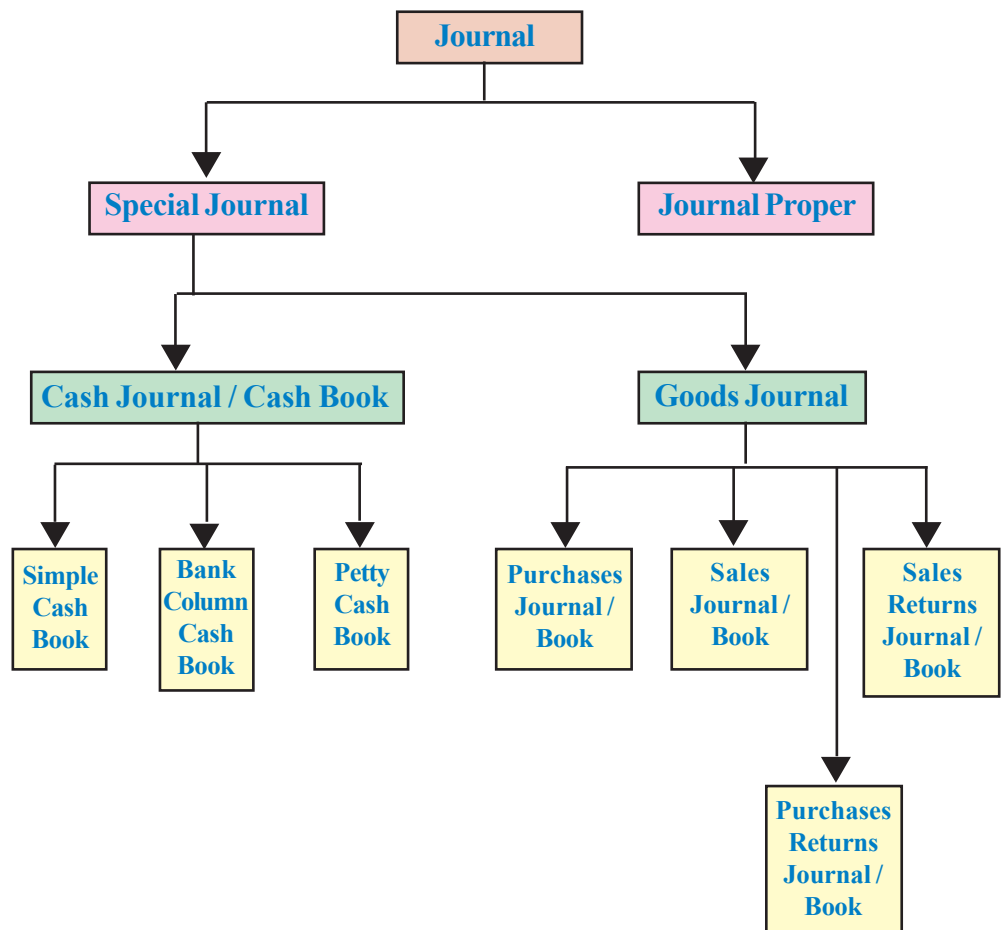 Journal
Special Journal
Journal Proper
Cash Journal / Cash Book
Goods Journal
Simple
Cash
Book
Bank
Column
Cash
Book
Petty
Cash
Book
Purchases
Journal /
Book
Sales
Journal /
Book
Sales
Returns
Journal /
Book
Purchases
Returns
Journal /
Book